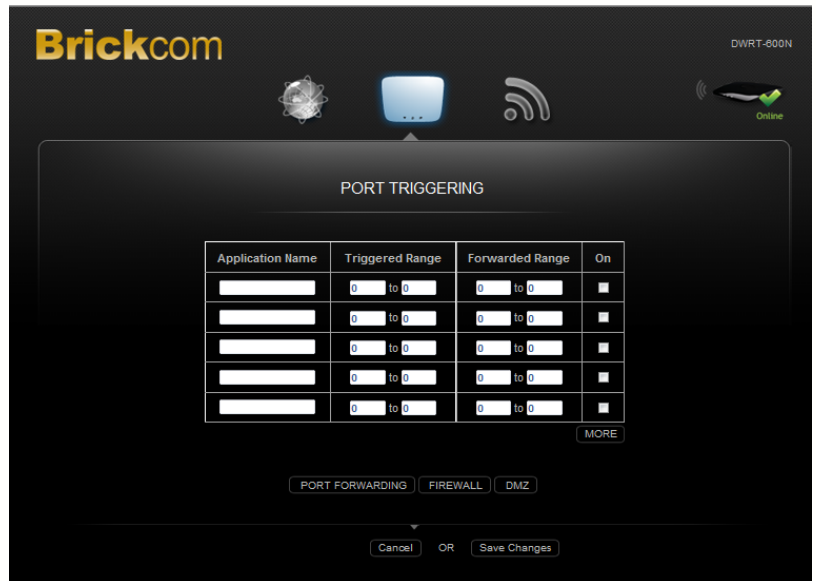 Brickcom
DWRT-600N
Online
PORT TRIGGERING
Application Name Triggered Range Forwarded Range On
0 to 0 0 to 0
0 to 0 0 to 0
0 to 0 0 to 0
0 to 0 0 to 0
0 to 0 0 to 0
MORE
PORT FORWARDING FIREWALL DMZ
Cancel OR Save Changes